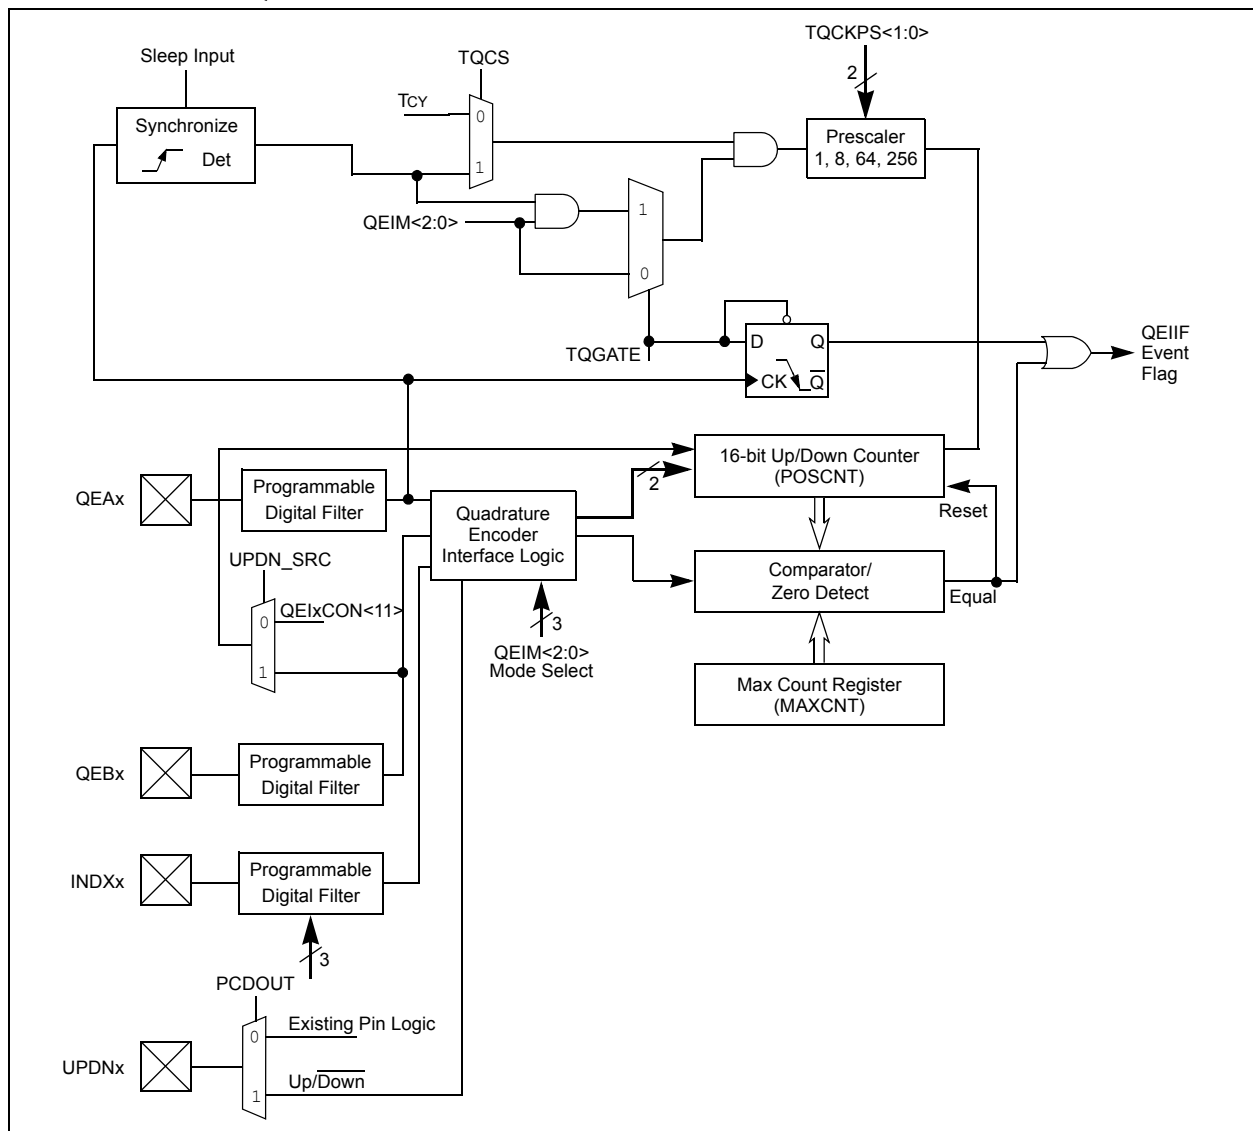 TQCKPS<1:0>
Sleep Input
TQCS
2
TCY
0
Synchronize
Det
1
Prescaler
1, 8, 64, 256
QEIM<2:0>
1
0
TQGATE
D Q
CK Q
QEIIF
Event
Flag
16-bit Up/Down Counter
(POSCNT)
2
Reset
QEAx
Programmable
Digital Filter
Quadrature
Encoder
Interface Logic
UPDN_SRC
Comparator/
Zero Detect
Equal
0
QEIxCON<11>
3
QEIM<2:0>
Mode Select
1
Max Count Register
(MAXCNT)
QEBx
Programmable
Digital Filter
INDXx
Programmable
Digital Filter
3
PCDOUT
0
Existing Pin Logic
UPDNx
1
Up/Down